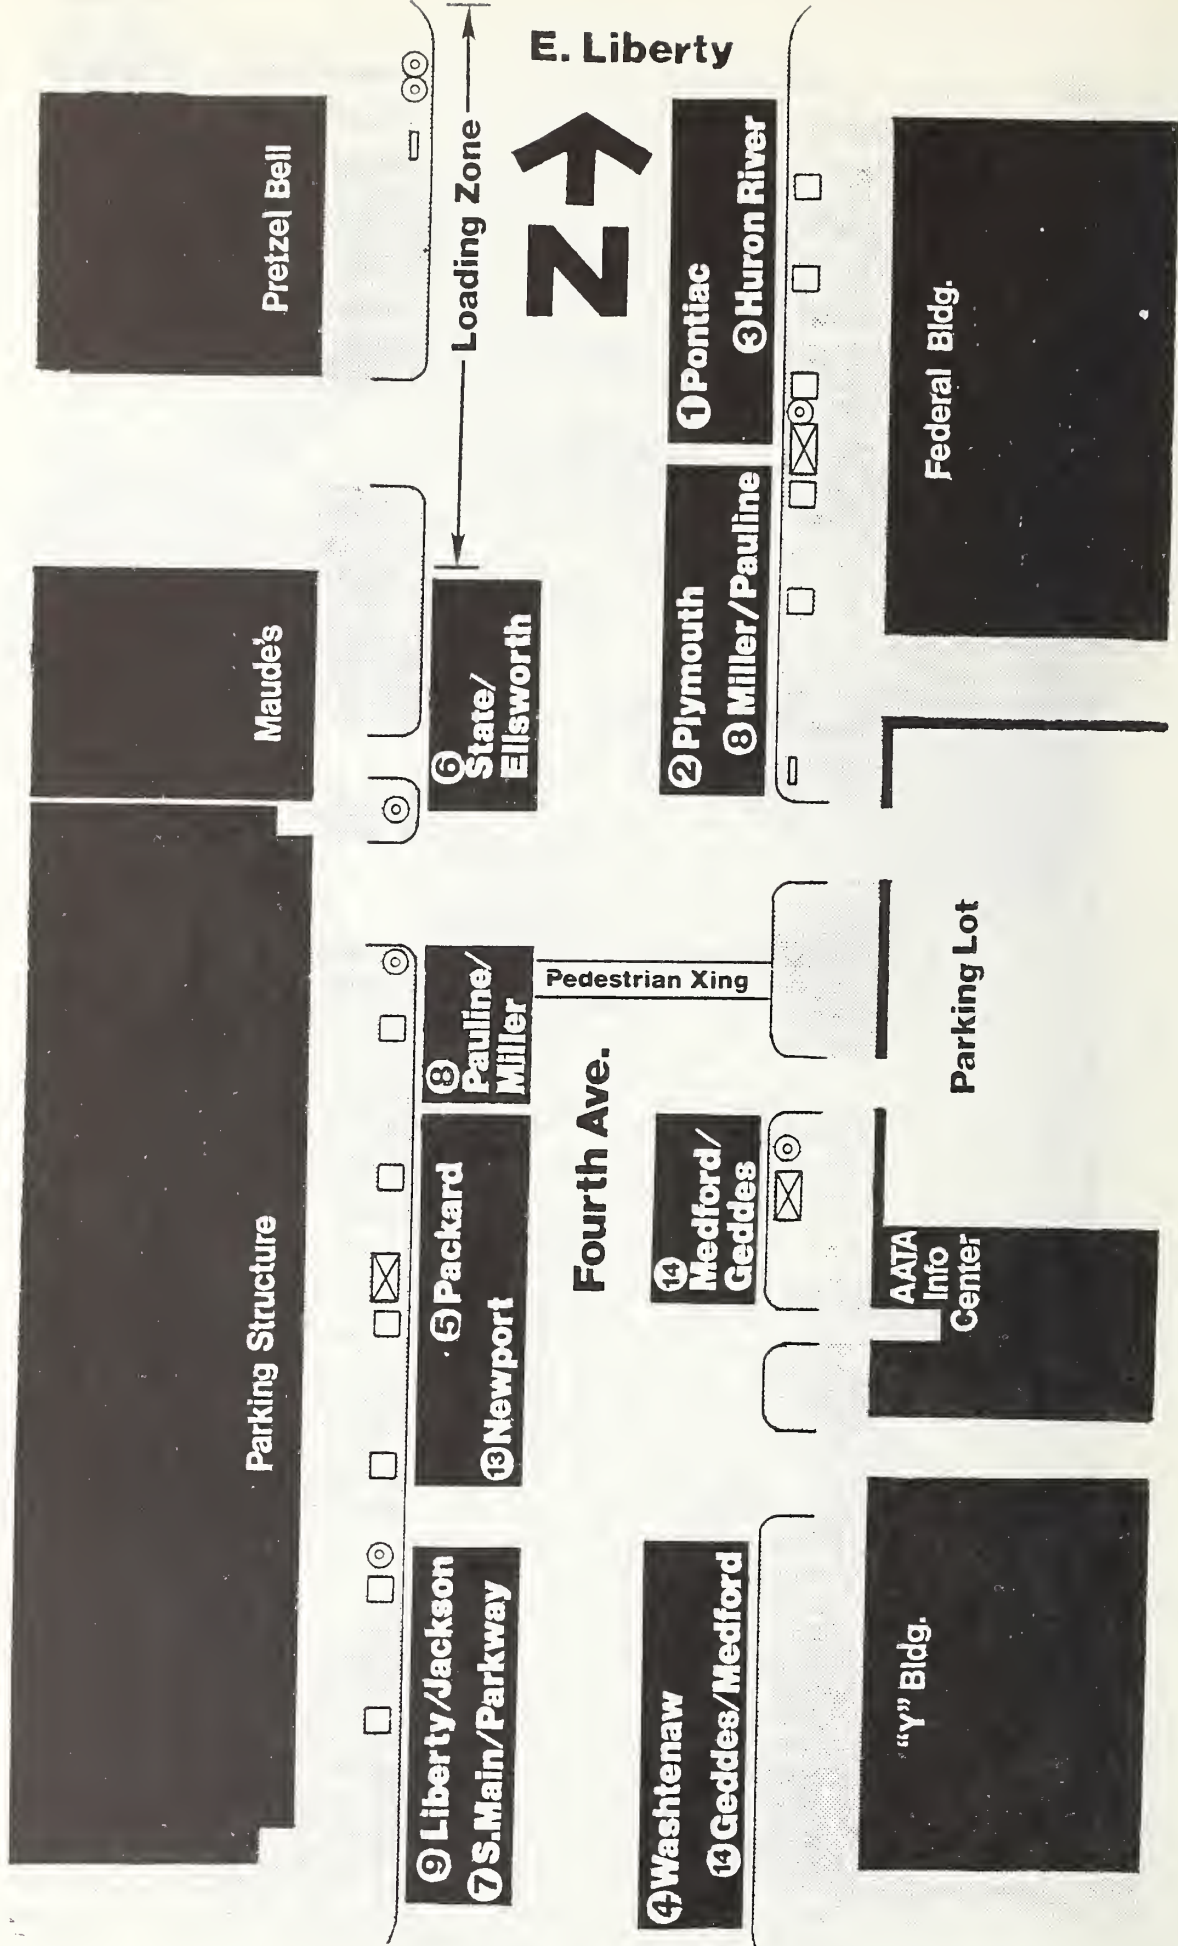 E. Liberty
Pretzel Bell
Loading Zone
N
① Pontiac
③ Huron River
Federal Bldg.
Maude's
⑥
State/
Ellsworth
② Plymouth
⑧ Miller/Pauline
Parking Structure
⑧
Pauline/
Miller
Pedestrian Xing
Parking Lot
⑤ Packard
⑬ Newport
Fourth Ave.
⑭
Medford/
Geddes
AATA
Info
Center
⑨ Liberty/Jackson
⑦ S.Main/Parkway
④ Washtenaw
⑭ Geddes/Medford
“Y” Bldg.